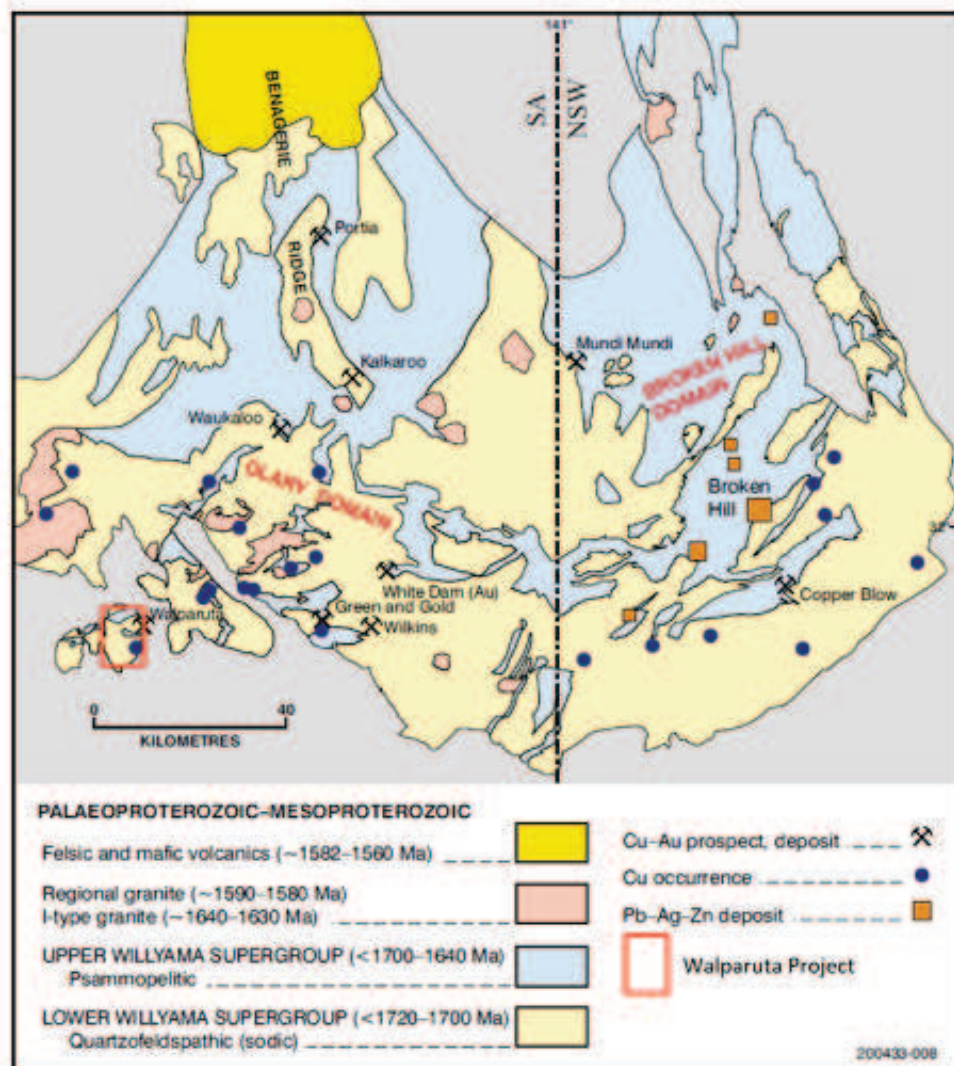 141°
BENAGERIE
SA
NSW
Portia
RIDGE
Mundi Mundi
BROKEN HILL
DOMAIN
Kalkaroo
Waukaloo
OLARY DOMAIN
Broken
Hill
White Dam (Au)
Copper Blow
Green and Gold
Walparuta
Wilkins
0 40
KILOMETRES
PALAEOPROTEROZOIC–MESOPROTEROZOIC
Felsic and mafic volcanics (~1582–1560 Ma)
Regional granite (~1590–1580 Ma)
I-type granite (~1640–1630 Ma)
UPPER WILLYAMA SUPERGROUP (<1700–1640 Ma)
Psammopelitic
LOWER WILLYAMA SUPERGROUP (<1720–1700 Ma)
Quartzofeldspathic (sodic)
Cu–Au prospect, deposit
Cu occurrence
Pb–Ag–Zn deposit
Walparuta Project
200433-008